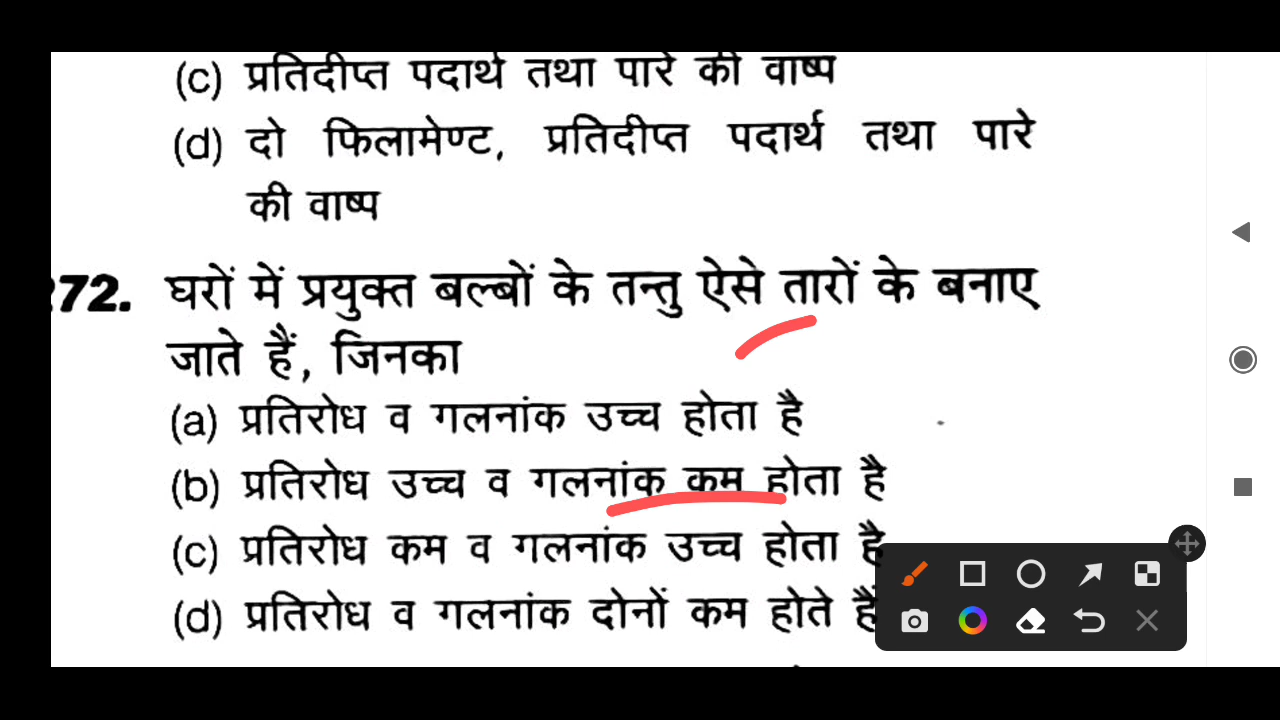 (c) प्रतिदीप्त पदार्थ तथा पारे की वाष्प
(d) दो फिलामेण्ट, प्रतिदीप्त पदार्थ तथा पारे
की वाष्प
272. घरों में प्रयुक्त बल्बों के तन्तु ऐसे तारों के बनाए
जाते हैं, जिनका
(a) प्रतिरोध व गलनांक उच्च होता है
(b) प्रतिरोध उच्च व गलनांक कम होता है
(c) प्रतिरोध कम व गलनांक उच्च होता है
(d) प्रतिरोध व गलनांक दोनों कम होते हैं